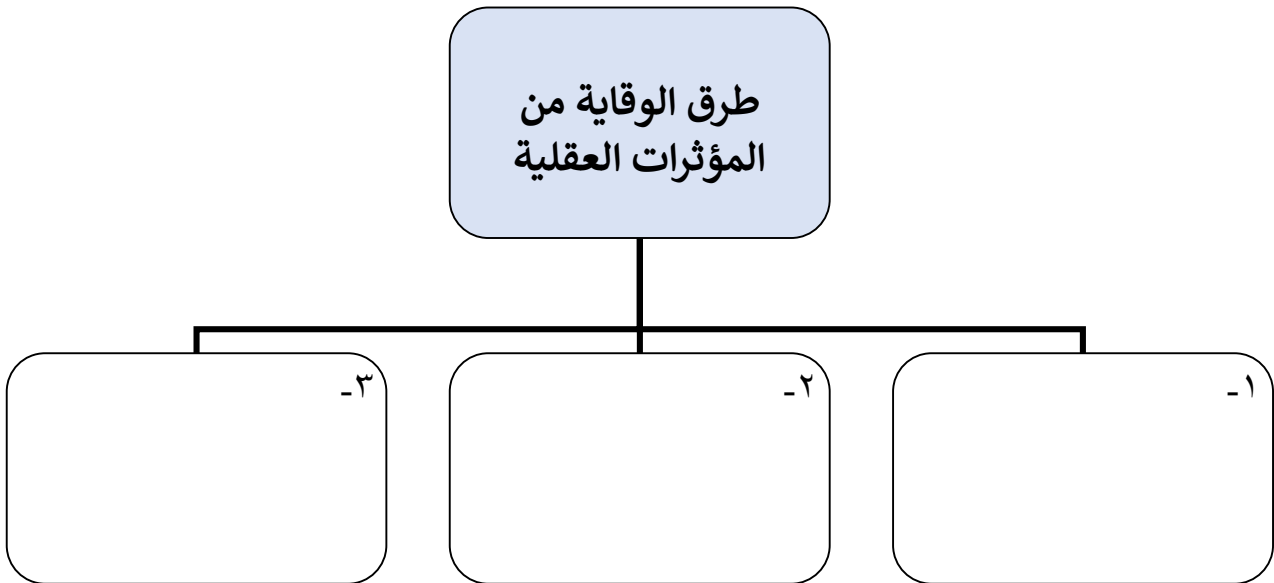 طرق الوقاية من
المؤثرات العقلية
١-
٢-
٣-